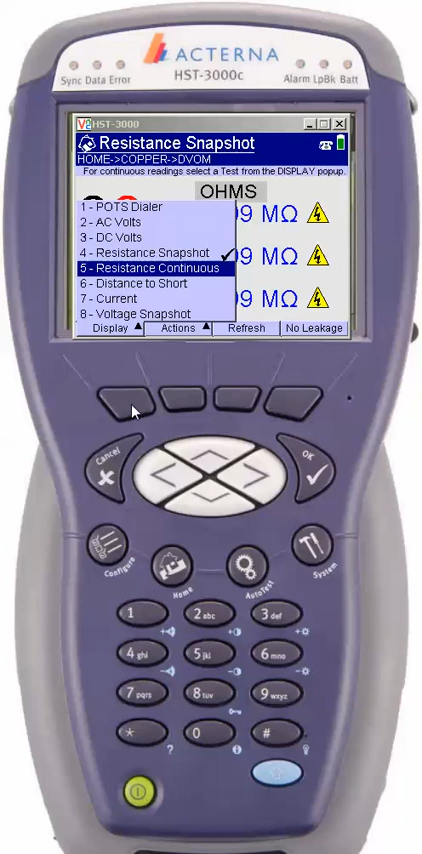 ACTERNA
HST-3000c
Sync Data Error
Alarm LpBk Batt
HST-3000
Resistance Snapshot
HOME->COPPER->DVOM
For continuous readings select a Test from the DISPLAY popup.
OHMS
99 MΩ
99 MΩ
99 MΩ
1 - POTS Dialer
2 - AC Volts
3 - DC Volts
4 - Resistance Snapshot
5 - Resistance Continuous
6 - Distance to Short
7 - Current
8 - Voltage Snapshot
Display Actions Refresh No Leakage
Cancel
OK
Configure
Home
AutoTest
System
1 2 abc 3 def
4 ghi 5 jkl 6 mno
7 pqrs 8 tuv 9 wxyz
* 0 #
?